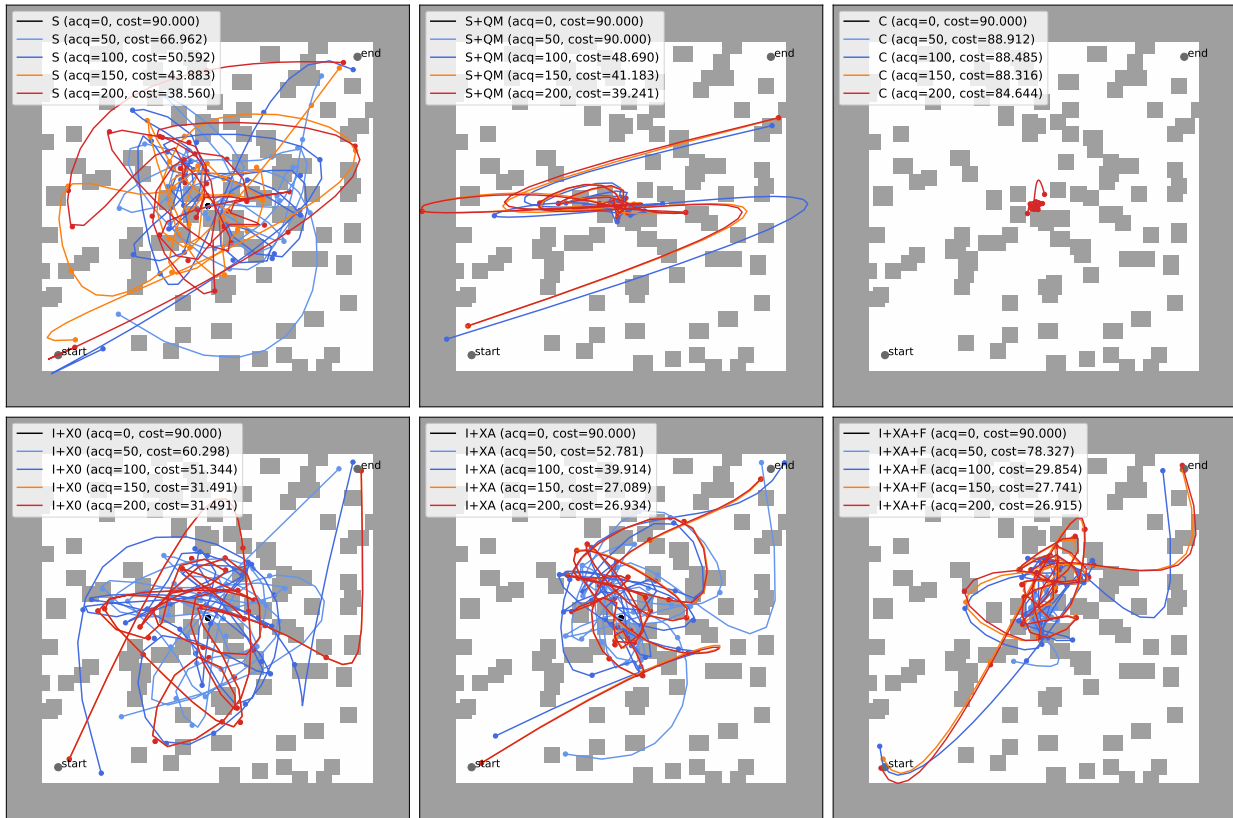 S (acq=0, cost=90.000)
S (acq=50, cost=66.962)
S (acq=100, cost=50.592)
S (acq=150, cost=43.883)
S (acq=200, cost=38.560)
end
start
S+QM (acq=0, cost=90.000)
S+QM (acq=50, cost=90.000)
S+QM (acq=100, cost=48.690)
S+QM (acq=150, cost=41.183)
S+QM (acq=200, cost=39.241)
end
start
C (acq=0, cost=90.000)
C (acq=50, cost=88.912)
C (acq=100, cost=88.485)
C (acq=150, cost=88.316)
C (acq=200, cost=84.644)
end
start
I+X0 (acq=0, cost=90.000)
I+X0 (acq=50, cost=60.298)
I+X0 (acq=100, cost=51.344)
I+X0 (acq=150, cost=31.491)
I+X0 (acq=200, cost=31.491)
end
start
I+XA (acq=0, cost=90.000)
I+XA (acq=50, cost=52.781)
I+XA (acq=100, cost=39.914)
I+XA (acq=150, cost=27.089)
I+XA (acq=200, cost=26.934)
end
start
I+XA+F (acq=0, cost=90.000)
I+XA+F (acq=50, cost=78.327)
I+XA+F (acq=100, cost=29.854)
I+XA+F (acq=150, cost=27.741)
I+XA+F (acq=200, cost=26.915)
end
start